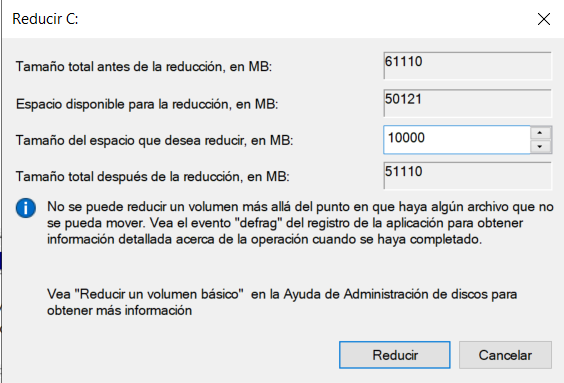 Reducir C:
Tamaño total antes de la reducción, en MB: 61110
Espacio disponible para la reducción, en MB: 50121
Tamaño del espacio que desea reducir, en MB: 10000
Tamaño total después de la reducción, en MB: 51110
No se puede reducir un volumen más allá del punto en que haya algún archivo que no
se pueda mover. Vea el evento "defrag" del registro de la aplicación para obtener
información detallada acerca de la operación cuando se haya completado.
Vea "Reducir un volumen básico" en la Ayuda de Administración de discos para
obtener más información
Reducir Cancelar